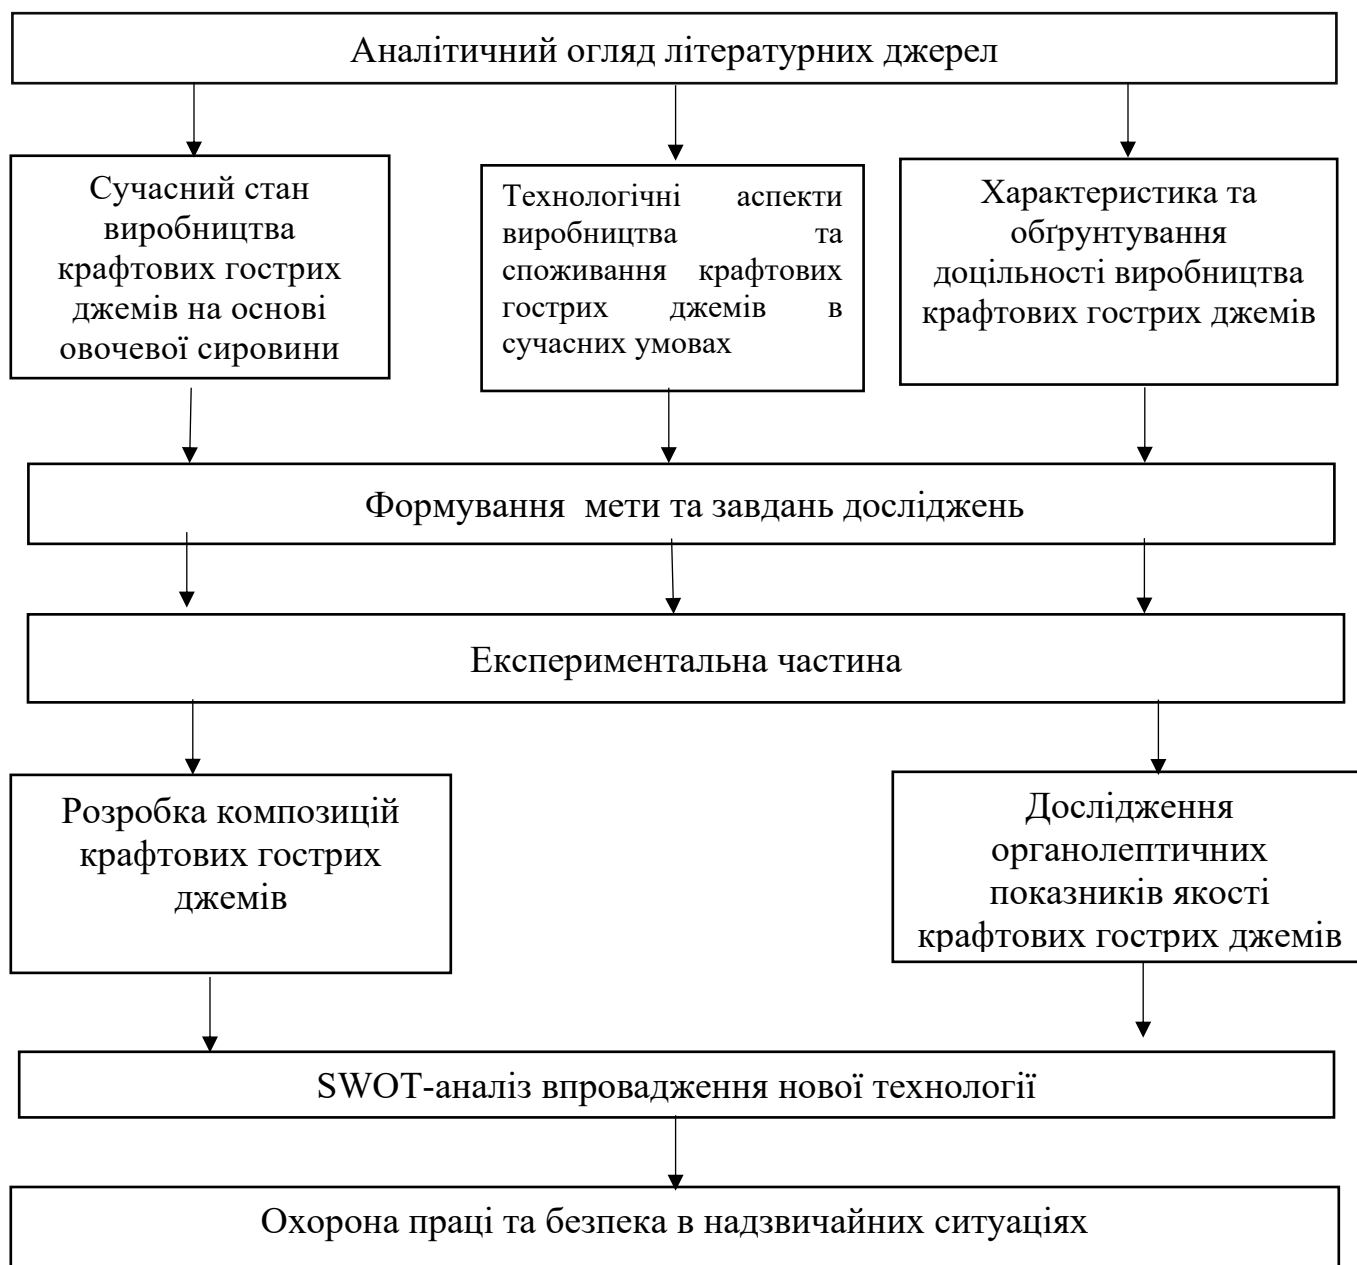 Аналітичний огляд літературних джерел
Сучасний стан
виробництва
крафтових гострих
джемів на основі
овочевої сировини
Технологічні аспекти
виробництва та
споживання крафтових
гострих джемів в
сучасних умовах
Характеристика та
обґрунтування
доцільності виробництва
крафтових гострих джемів
Формування мети та завдань досліджень
Експериментальна частина
Розробка композицій
крафтових гострих
джемів
Дослідження
органолептичних
показників якості
крафтових гострих джемів
SWOT-аналіз впровадження нової технології
Охорона праці та безпека в надзвичайних ситуаціях